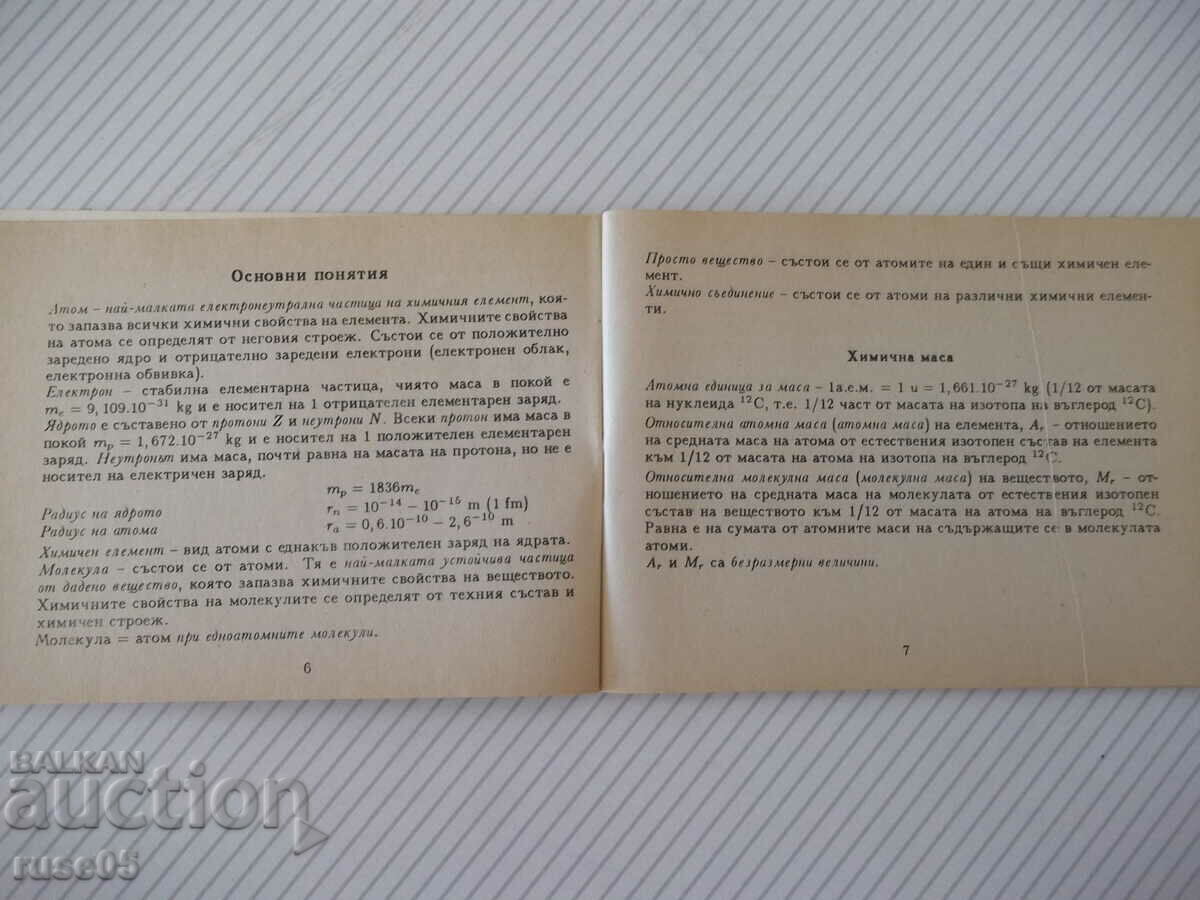 Основни понятия
Атом – най-малката електронеутрална частица на химичния елемент, коя-
то запазва всички химични свойства на елемента. Химичните свойства
на атома се определят от неговия строеж. Състои се от положително
заредено ядро и отрицателно заредени електрони (електронен облак,
електронна обвивка).
Електрон – стабилна елементарна частица, чиято маса в покой е
mₑ = 9,109.10⁻³¹ kg и е носител на 1 отрицателен елементарен заряд.
Ядрото е съставено от протони Z и неутрони N. Всеки протон има маса в
покой mₚ = 1,672.10⁻²⁷ kg и е носител на 1 положителен елементарен
заряд. Неутронът има маса, почти равна на масата на протона, но не е
носител на електричен заряд.
mₚ = 1836mₑ
Радиус на ядрото rₙ = 10⁻¹⁴ – 10⁻¹⁵ m (1 fm)
Радиус на атома rₐ = 0,6.10⁻¹⁰ – 2,6⁻¹⁰ m
Химичен елемент – вид атоми с еднакъв положителен заряд на ядрата.
Молекула – състои се от атоми. Тя е най-малката устойчива частица
от дадено вещество, която запазва химичните свойства на веществото.
Химичните свойства на молекулите се определят от техния състав и
химичен строеж.
Молекула = атом при едноатомните молекули.
6
Просто вещество – състои се от атомите на един и същи химичен еле-
мент.
Химично съединение – състои се от атоми на различни химични елемен-
ти.
Химична маса
Атомна единица за маса – 1а.е.м. = 1 u = 1,661.10⁻²⁷ kg (1/12 от масата
на нуклеида ¹²C, т.е. 1/12 част от масата на изотопа на въглерод ¹²C).
Относителна атомна маса (атомна маса) на елемента, Aᵣ – отношението
на средната маса на атома от естествения изотопен състав на елемента
към 1/12 от масата на атома на изотопа на въглерод ¹²C.
Относителна молекулна маса (молекулна маса) на веществото, Mᵣ – от-
ношението на средната маса на молекулата от естествения изотопен
състав на веществото към 1/12 от масата на атома на въглерод ¹²C.
Равна е на сумата от атомните маси на съдържащите се в молекулата
атоми.
Aᵣ и Mᵣ са безразмерни величини.
7
BALKAN
auction
ruse05